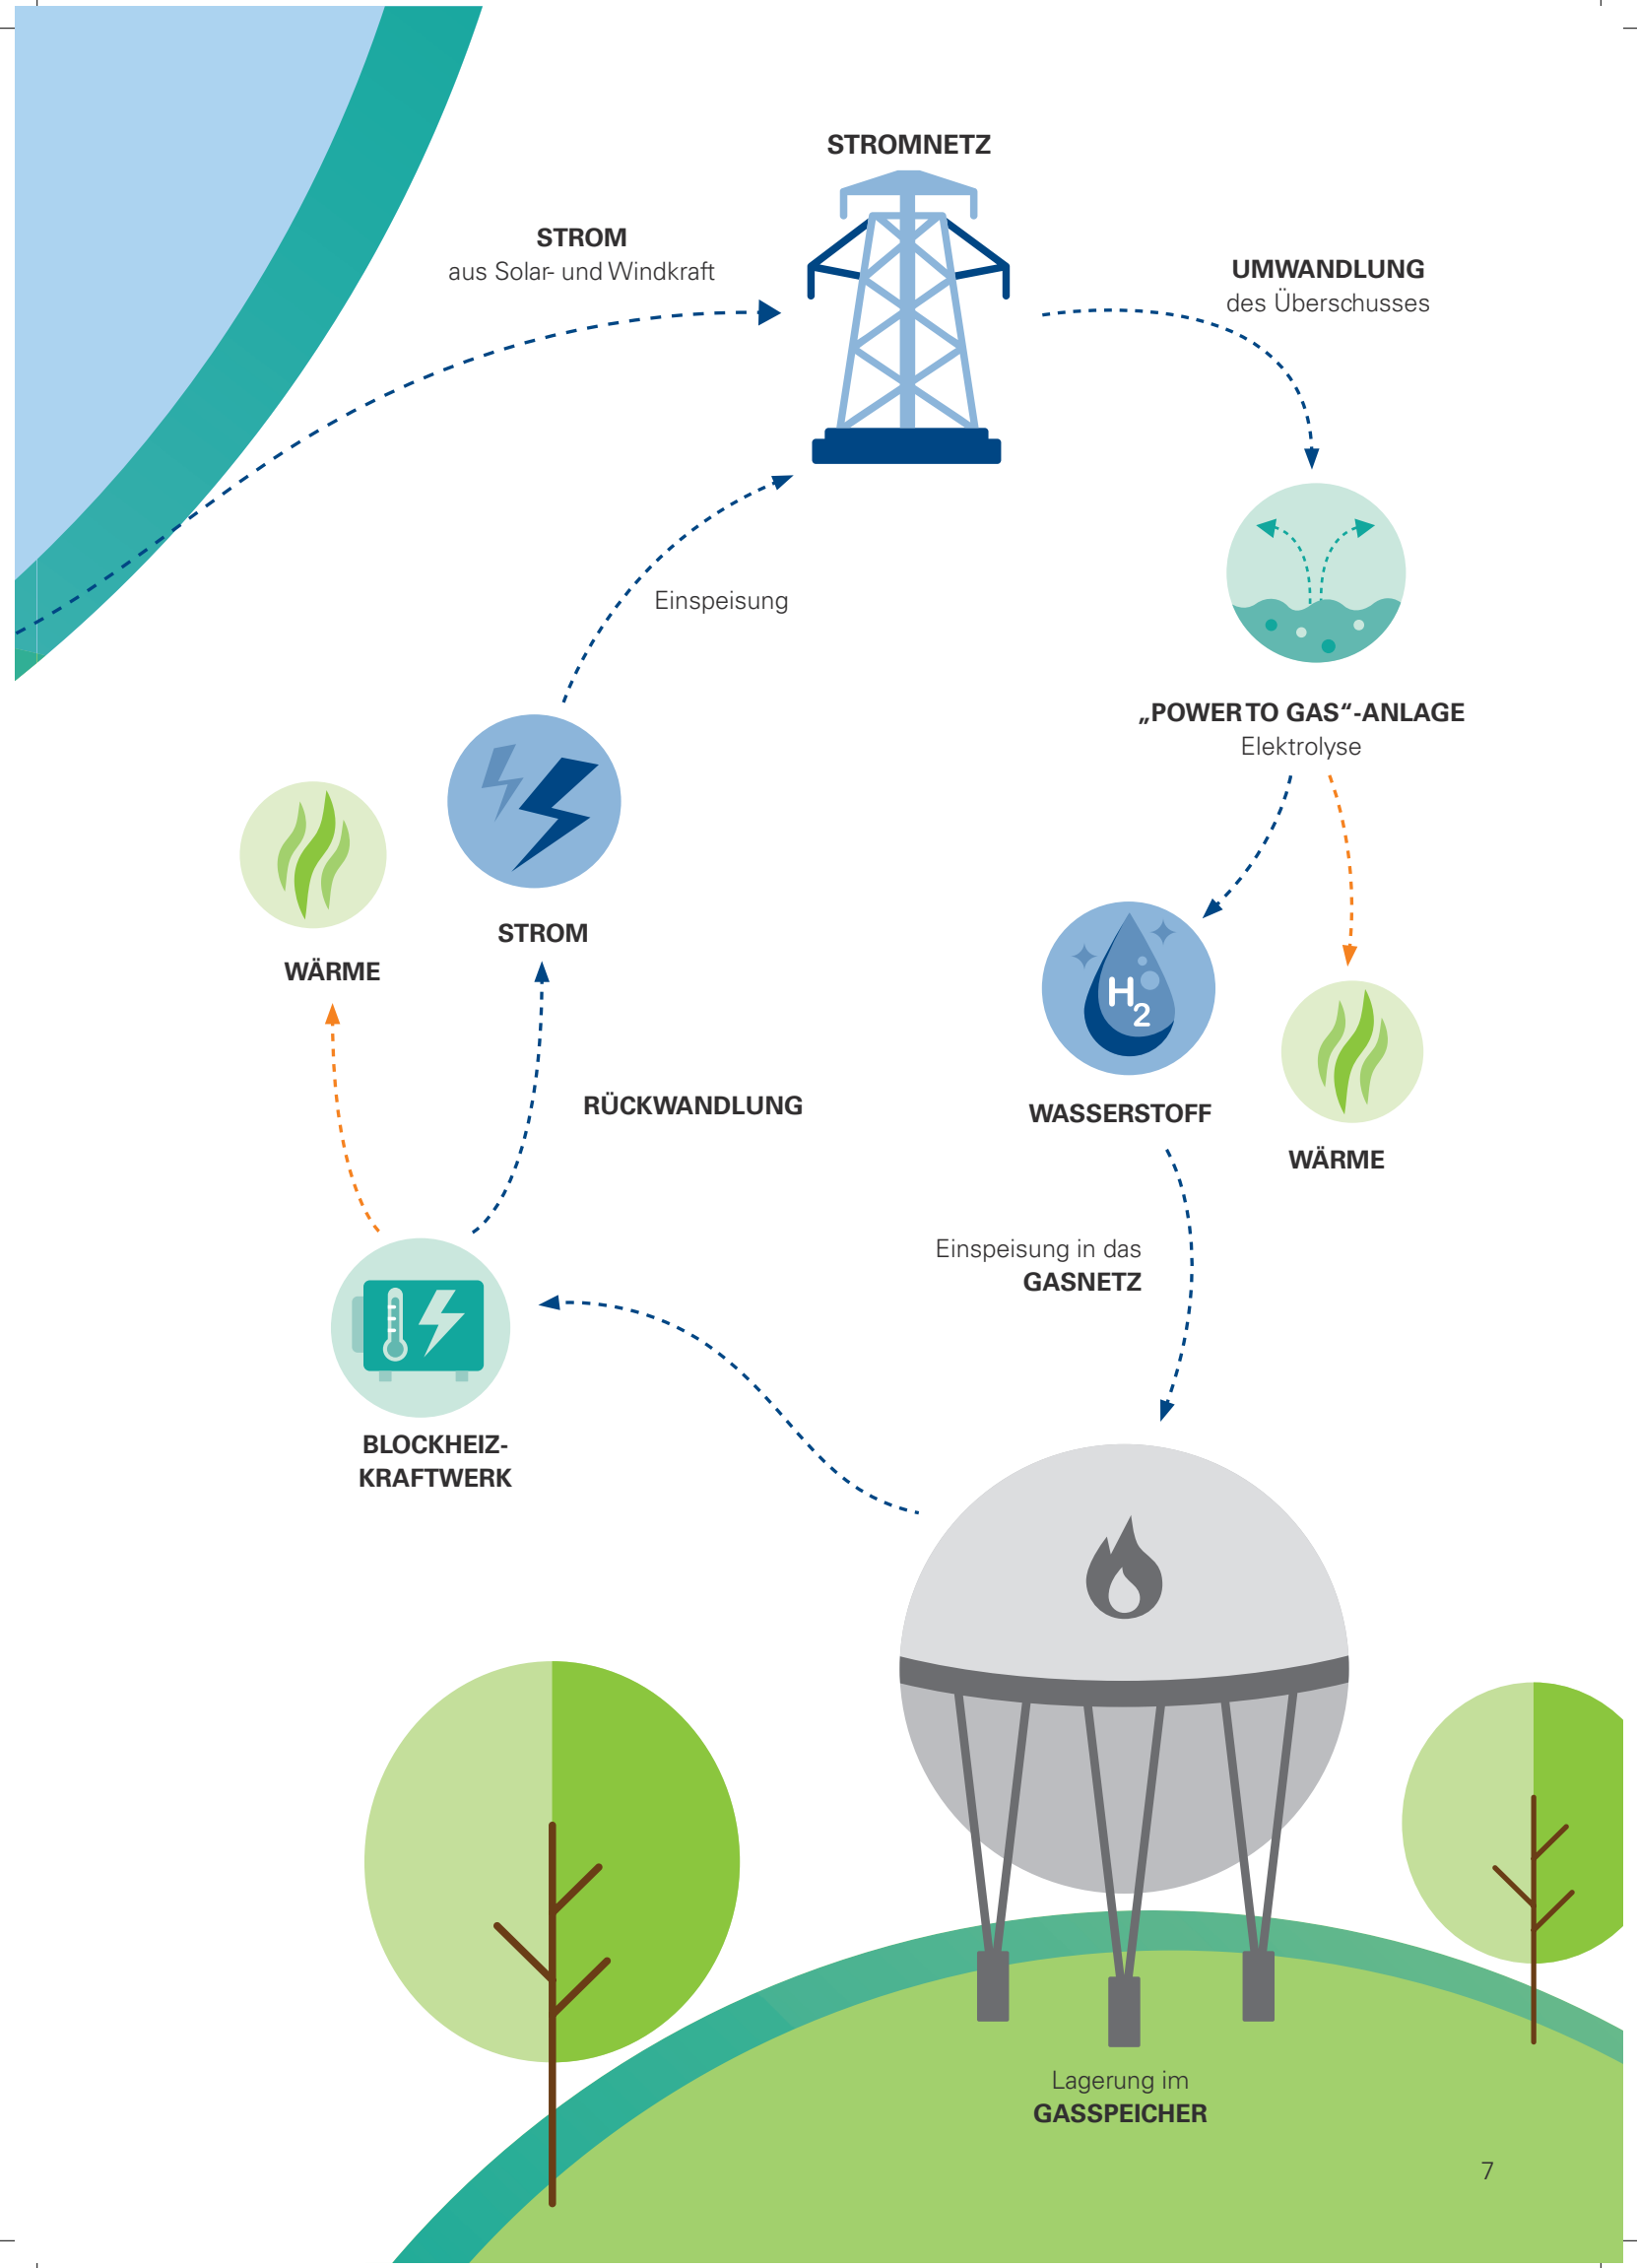 STROMNETZ
STROM
aus Solar- und Windkraft
UMWANDLUNG
des Überschusses
Einspeisung
„POWER TO GAS“-ANLAGE
Elektrolyse
STROM
WÄRME
H2
RÜCKWANDLUNG
WASSERSTOFF
WÄRME
Einspeisung in das
GASNETZ
BLOCKHEIZ-
KRAFTWERK
Lagerung im
GASSPEICHER
7